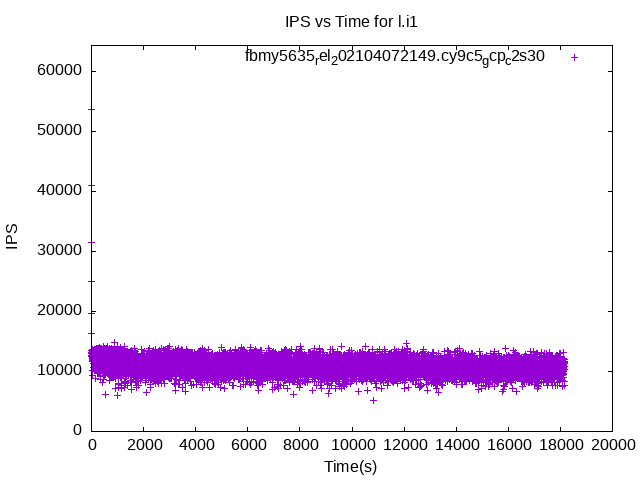 IPS vs Time for l.i1
fbmy5635rel202104072149.cy9c5gcpc2s30
60000
50000
40000
30000
20000
10000
0
IPS
0 2000 4000 6000 8000 10000 12000 14000 16000 18000 20000
Time(s)